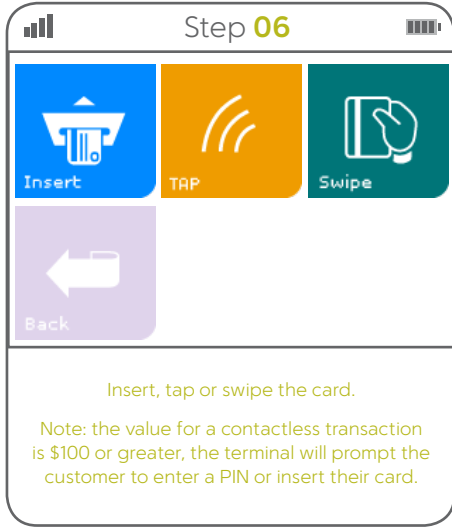 Step 06
Insert
TAP
Swipe
Back
Insert, tap or swipe the card.
Note: the value for a contactless transaction
is $100 or greater, the terminal will prompt the
customer to enter a PIN or insert their card.